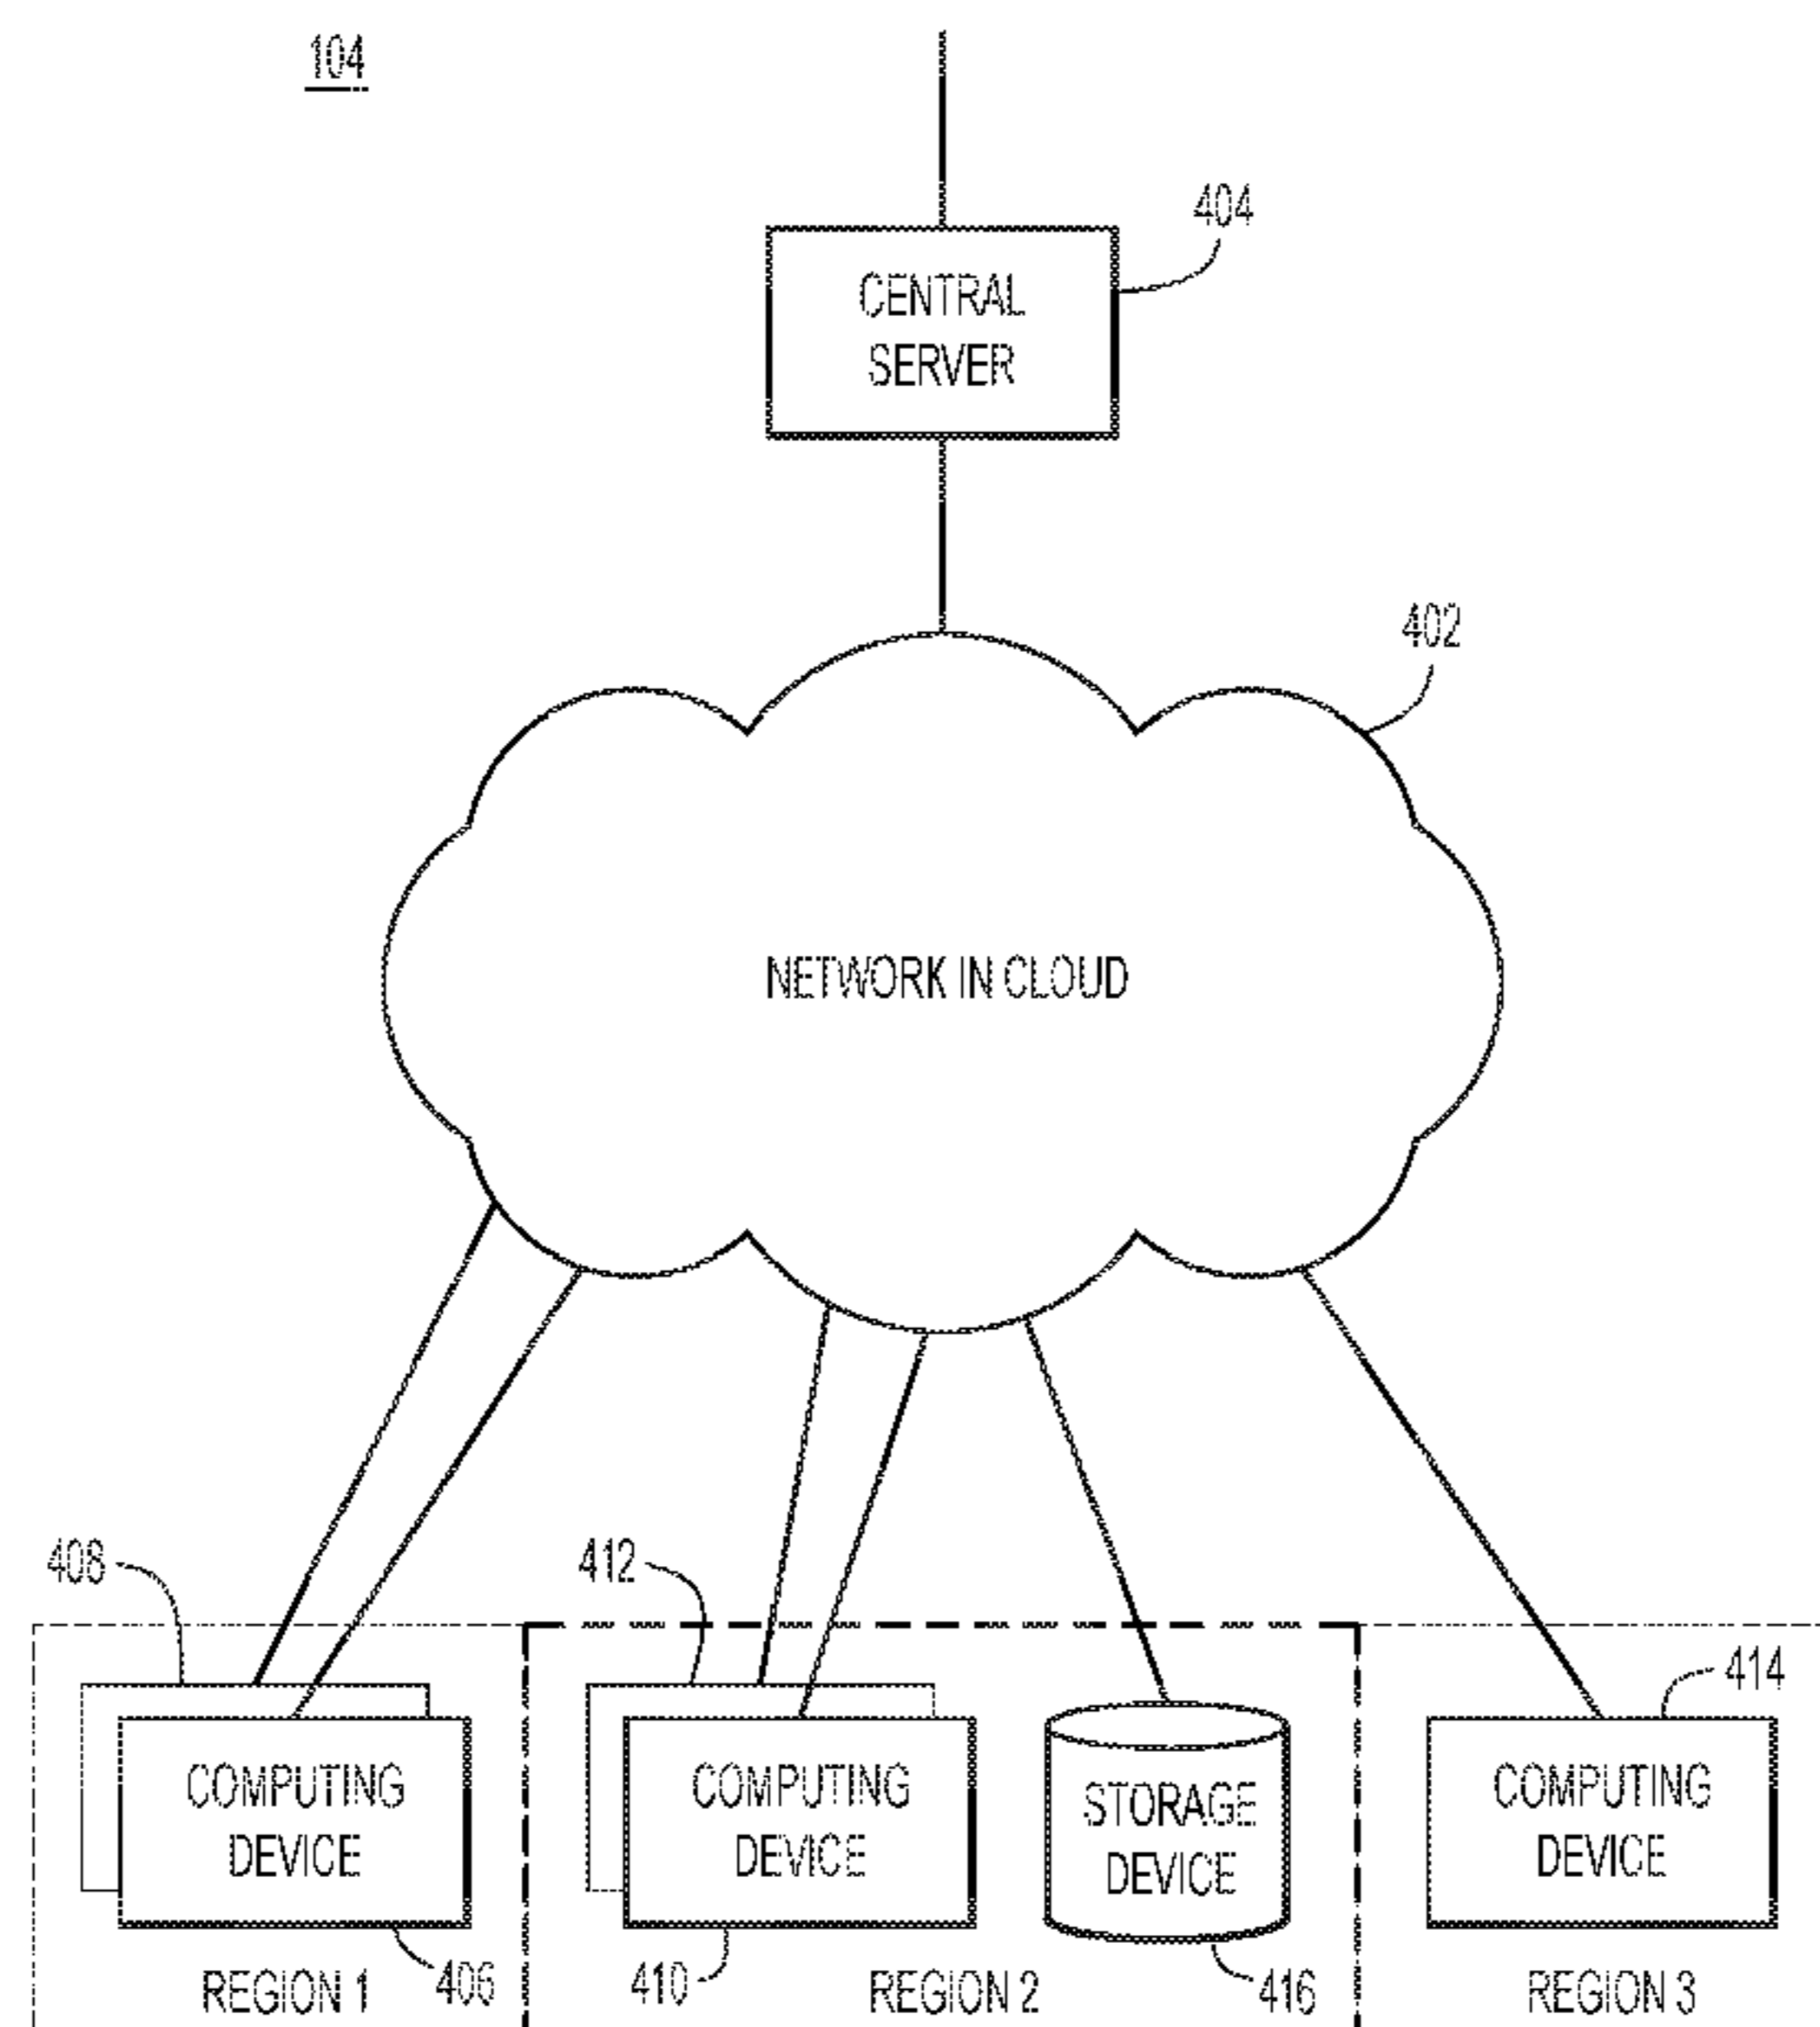 104
404
CENTRAL
SERVER
402
NETWORK IN CLOUD
408
412
414
COMPUTING
DEVICE
COMPUTING
DEVICE
STORAGE
DEVICE
COMPUTING
DEVICE
REGION 1
406
410
REGION 2
416
REGION 3